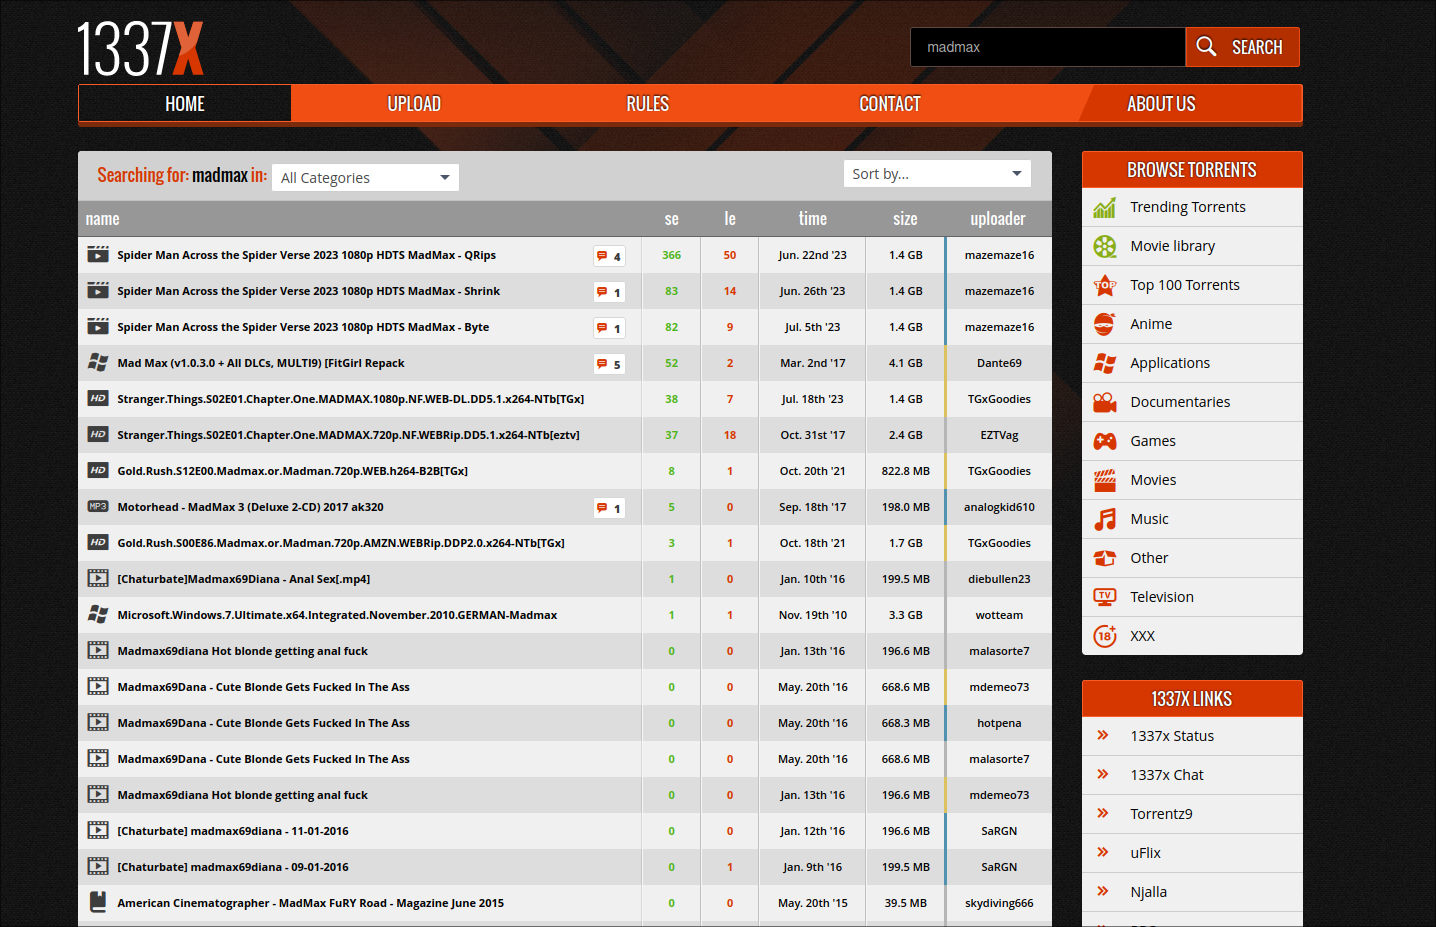 1337X
madmax
SEARCH
HOME UPLOAD RULES CONTACT ABOUT US
Searching for: madmax in: All Categories Sort by...
name se le time size uploader
Spider Man Across the Spider Verse 2023 1080p HDTS MadMax - QRips 4 366 50 Jun. 22nd '23 1.4 GB mazemaze16
Spider Man Across the Spider Verse 2023 1080p HDTS MadMax - Shrink 1 83 14 Jun. 26th '23 1.4 GB mazemaze16
Spider Man Across the Spider Verse 2023 1080p HDTS MadMax - Byte 1 82 9 Jul. 5th '23 1.4 GB mazemaze16
Mad Max (v1.0.3.0 + All DLCs, MULTI9) [FitGirl Repack 5 52 2 Mar. 2nd '17 4.1 GB Dante69
HD Stranger.Things.S02E01.Chapter.One.MADMAX.1080p.NF.WEB-DL.DD5.1.x264-NTb[TGx] 38 7 Jul. 18th '23 1.4 GB TGxGoodies
HD Stranger.Things.S02E01.Chapter.One.MADMAX.720p.NF.WEBRip.DD5.1.x264-NTb[eztv] 37 18 Oct. 31st '17 2.4 GB EZTVag
HD Gold.Rush.S12E00.Madmax.or.Madman.720p.WEB.h264-B2B[TGx] 8 1 Oct. 20th '21 822.8 MB TGxGoodies
MP3 Motorhead - MadMax 3 (Deluxe 2-CD) 2017 ak320 1 5 0 Sep. 18th '17 198.0 MB analogkid610
HD Gold.Rush.S00E86.Madmax.or.Madman.720p.AMZN.WEBRip.DDP2.0.x264-NTb[TGx] 3 1 Oct. 18th '21 1.7 GB TGxGoodies
[Chaturbate]Madmax69Diana - Anal Sex[.mp4] 1 0 Jan. 10th '16 199.5 MB diebullen23
Microsoft.Windows.7.Ultimate.x64.Integrated.November.2010.GERMAN-Madmax 1 1 Nov. 19th '10 3.3 GB wotteam
Madmax69diana Hot blonde getting anal fuck 0 0 Jan. 13th '16 196.6 MB malasorte7
Madmax69Dana - Cute Blonde Gets Fucked In The Ass 0 0 May. 20th '16 668.6 MB mdemeo73
Madmax69Dana - Cute Blonde Gets Fucked In The Ass 0 0 May. 20th '16 668.3 MB hotpena
Madmax69Dana - Cute Blonde Gets Fucked In The Ass 0 0 May. 20th '16 668.6 MB malasorte7
Madmax69diana Hot blonde getting anal fuck 0 0 Jan. 13th '16 196.6 MB mdemeo73
[Chaturbate] madmax69diana - 11-01-2016 0 0 Jan. 12th '16 196.6 MB SaRGN
[Chaturbate] madmax69diana - 09-01-2016 0 1 Jan. 9th '16 199.5 MB SaRGN
American Cinematographer - MadMax FuRY Road - Magazine June 2015 0 0 May. 20th '15 39.5 MB skydiving666
BROWSE TORRENTS
Trending Torrents
Movie library
TOP Top 100 Torrents
Anime
Applications
Documentaries
Games
Movies
Music
Other
TV Television
18+ XXX
1337X LINKS
1337x Status
1337x Chat
Torrentz9
uFlix
Njalla